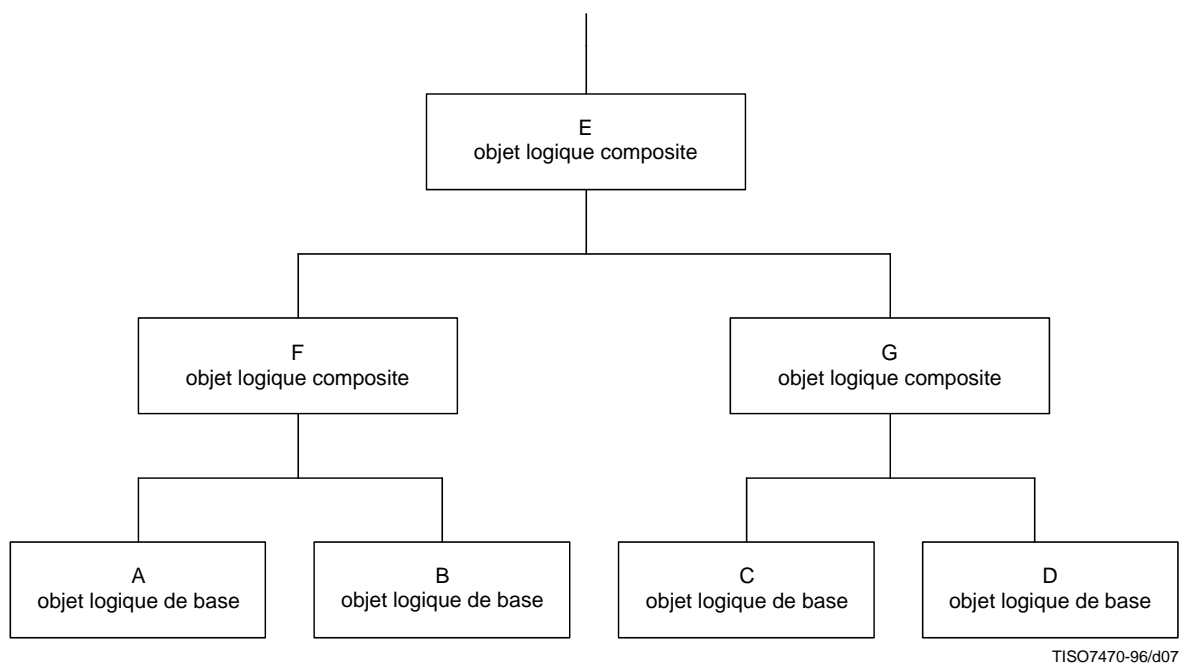 E
objet logique composite
F
objet logique composite
G
objet logique composite
A
objet logique de base
B
objet logique de base
C
objet logique de base
D
objet logique de base
TISO7470-96/d07